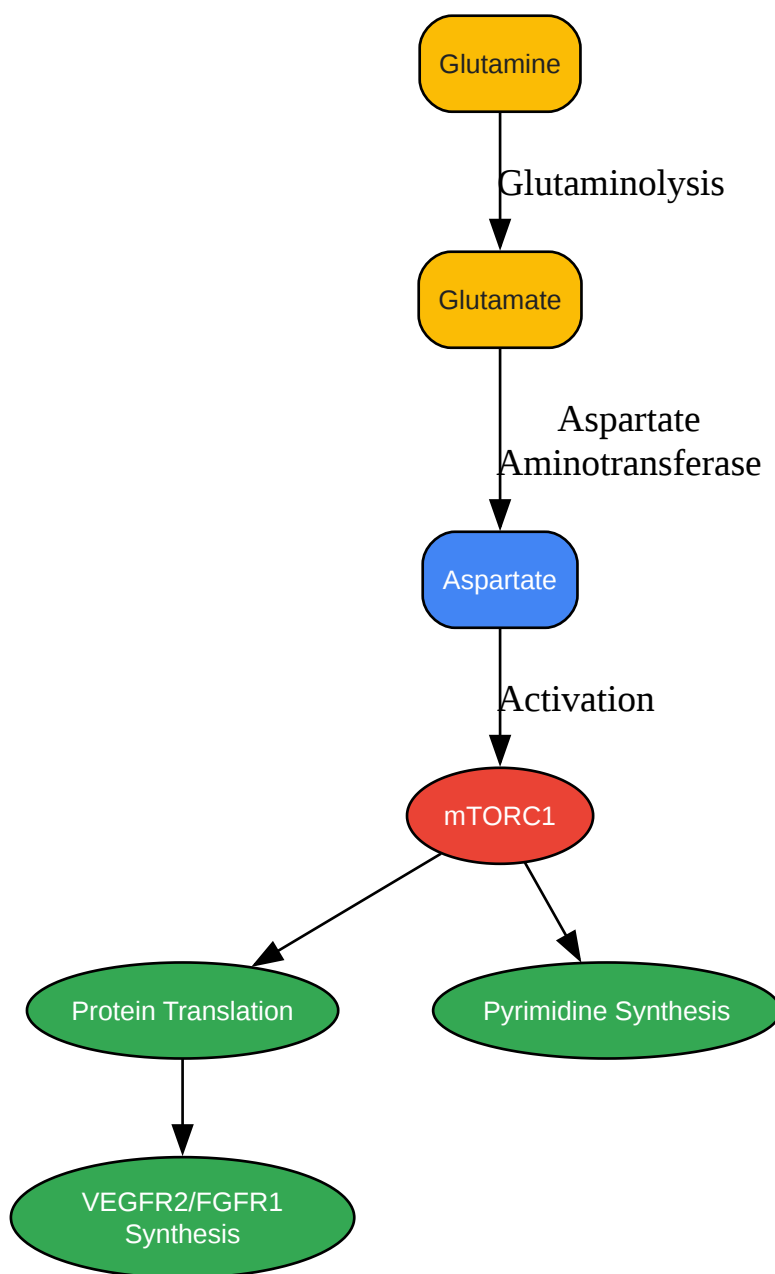 Glutamine
Glutaminolysis
Glutamate
Aspartate
Aminotransferase
Aspartate
Activation
mTORC1
Protein Translation
Pyrimidine Synthesis
VEGFR2/FGFR1
Synthesis